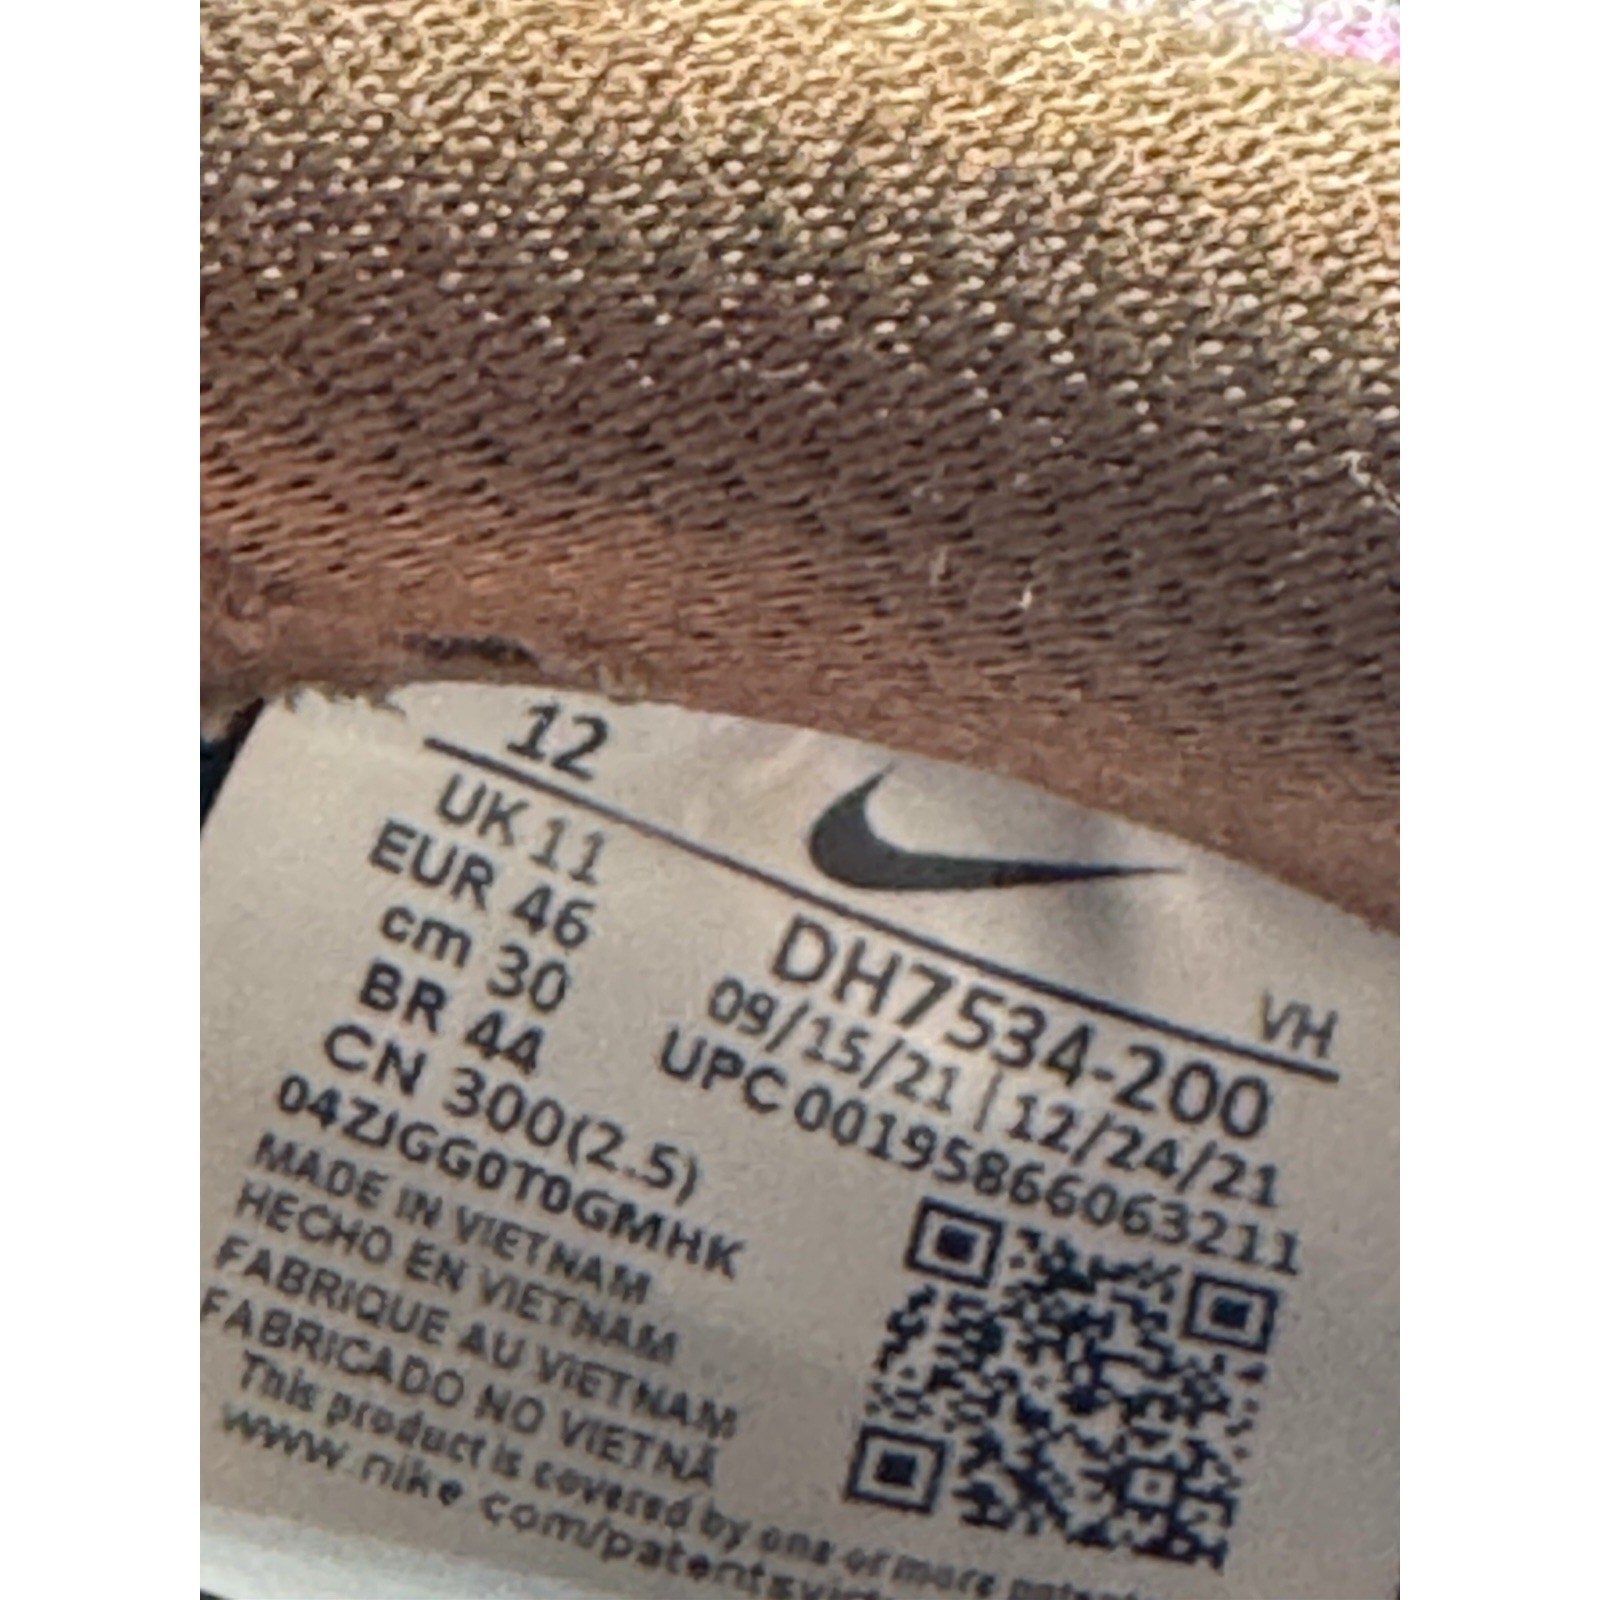 12
VH
UK 11
EUR 46
cm 30
BR 44
CN 300(2.5)
04ZJGG0T0GMHK
DH7534-200
09/15/21 | 12/24/21
UPC 00195866063211
MADE IN VIETNAM
HECHO EN VIETNAM
FABRIQUE AU VIETNAM
FABRICADO NO VIETNÃ
This product is covered by one or more
www.nike.com/patents